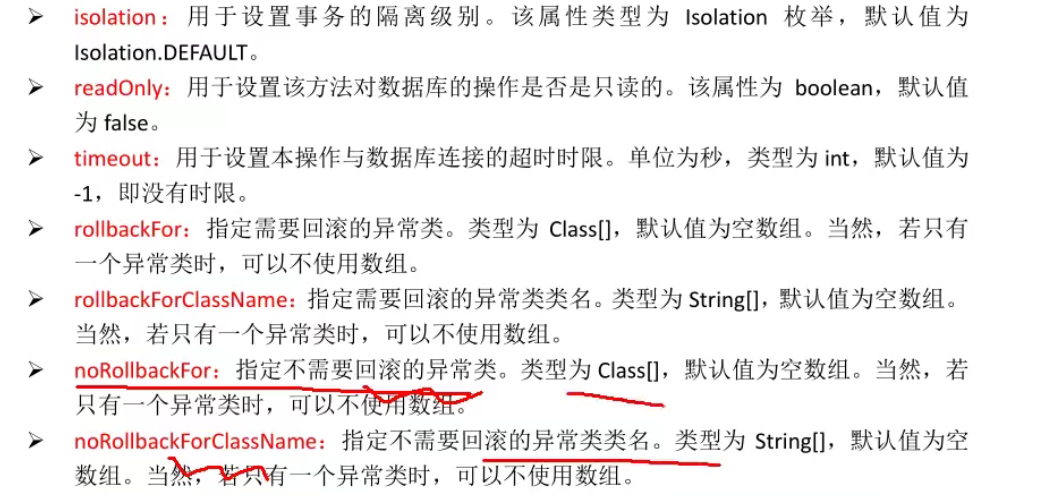 ➢ isolation：用于设置事务的隔离级别。该属性类型为 Isolation 枚举，默认值为
Isolation.DEFAULT。
➢ readOnly：用于设置该方法对数据库的操作是否是只读的。该属性为 boolean，默认值
为 false。
➢ timeout：用于设置本操作与数据库连接的超时时限。单位为秒，类型为 int，默认值为
-1，即没有时限。
➢ rollbackFor：指定需要回滚的异常类。类型为 Class[]，默认值为空数组。当然，若只有
一个异常类时，可以不使用数组。
➢ rollbackForClassName：指定需要回滚的异常类类名。类型为 String[]，默认值为空数组。
当然，若只有一个异常类时，可以不使用数组。
➢ noRollbackFor：指定不需要回滚的异常类。类型为 Class[]，默认值为空数组。当然，若
只有一个异常类时，可以不使用数组。
➢ noRollbackForClassName：指定不需要回滚的异常类类名。类型为 String[]，默认值为空
数组。当然，若只有一个异常类时，可以不使用数组。